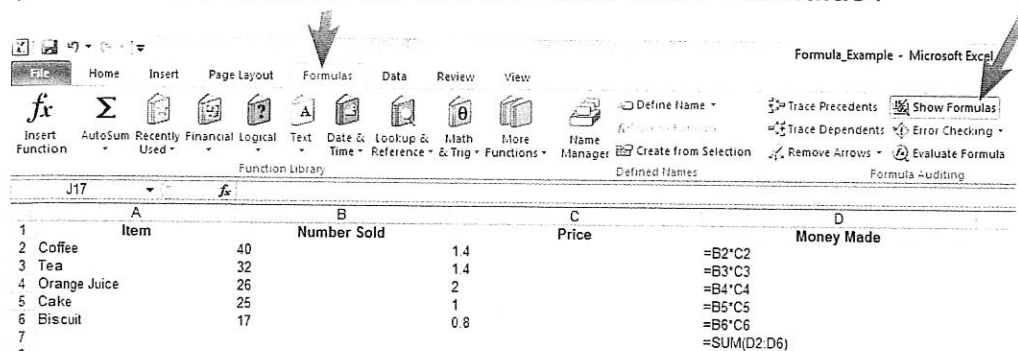 Formula_Example - Microsoft Excel
File Home Insert Page Layout Formulas Data Review View
fx Insert Function
Σ AutoSum
Recently Used
Financial
Logical
Text
Date & Time
Lookup & Reference
Math & Trig
More Functions
Function Library
Name Manager
Define Name
Create from Selection
Defined Names
Trace Precedents
Trace Dependents
Remove Arrows
Show Formulas
Error Checking
Evaluate Formula
Formula Auditing
J17 fx
A B C D
1 Item Number Sold Price Money Made
2 Coffee 40 1.4 =B2*C2
3 Tea 32 1.4 =B3*C3
4 Orange Juice 26 2 =B4*C4
5 Cake 25 1 =B5*C5
6 Biscuit 17 0.8 =B6*C6
7 =SUM(D2:D6)